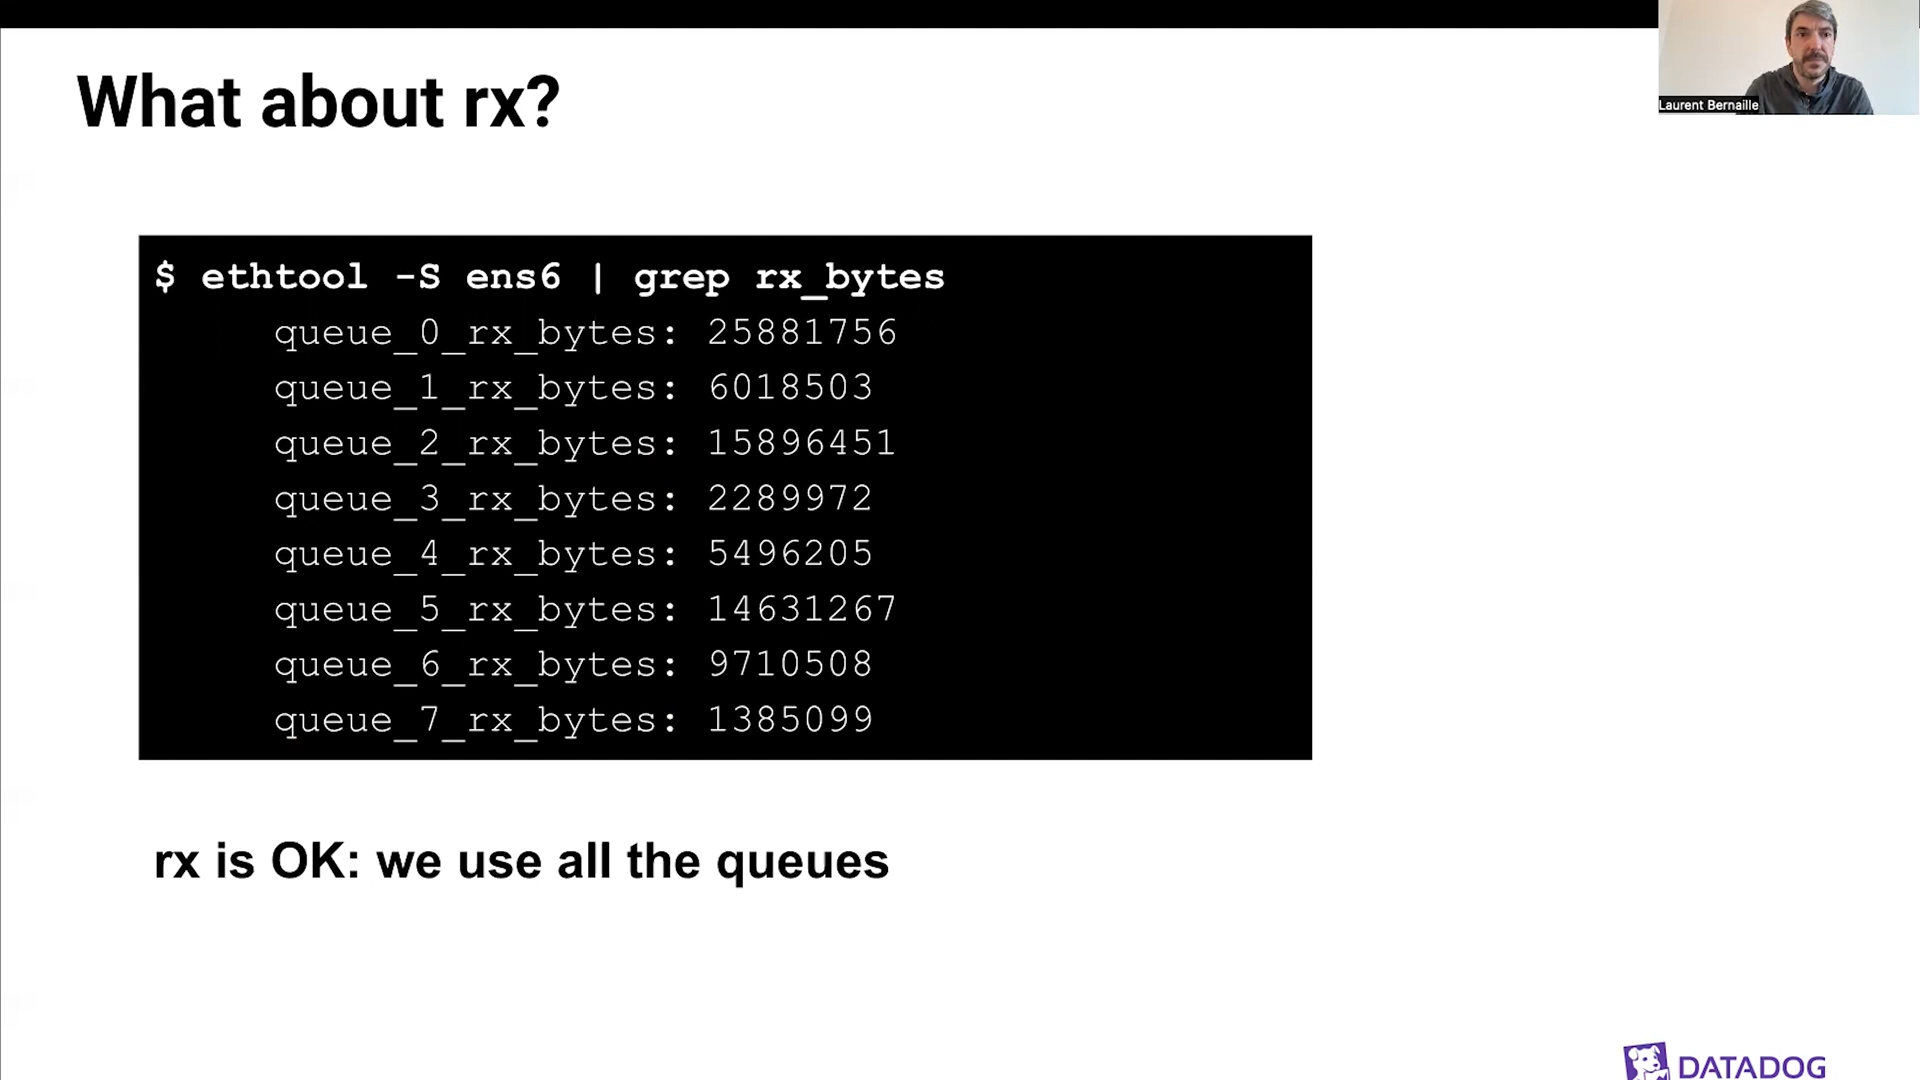 What about rx?
Laurent Bernaille
$ ethtool -S ens6 | grep rx_bytes
queue_0_rx_bytes: 25881756
queue_1_rx_bytes: 6018503
queue_2_rx_bytes: 15896451
queue_3_rx_bytes: 2289972
queue_4_rx_bytes: 5496205
queue_5_rx_bytes: 14631267
queue_6_rx_bytes: 9710508
queue_7_rx_bytes: 1385099
rx is OK: we use all the queues
DATADOG